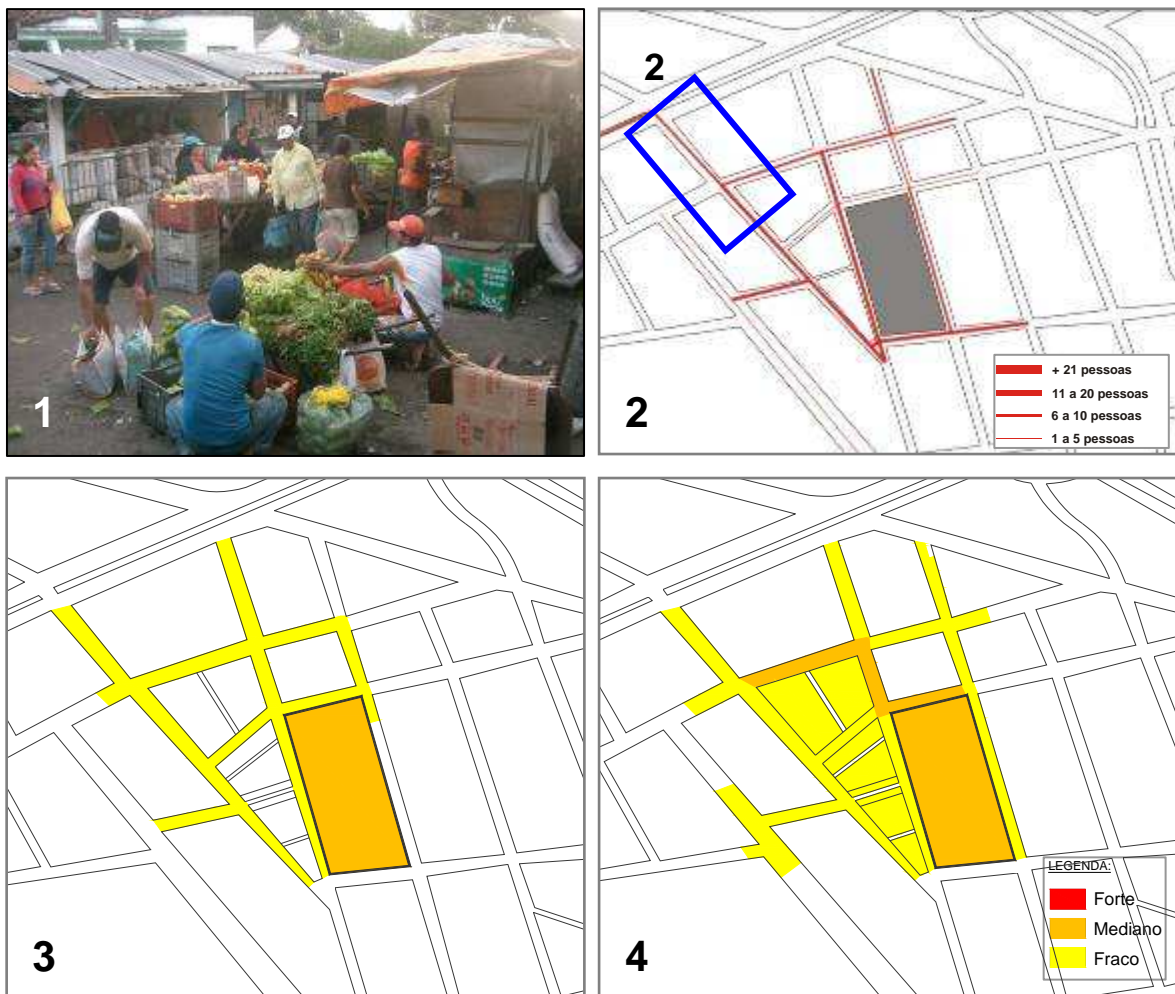 1
2
2
+ 21 pessoas
11 a 20 pessoas
6 a 10 pessoas
1 a 5 pessoas
3
4
LEGENDA:
Forte
Mediano
Fraco